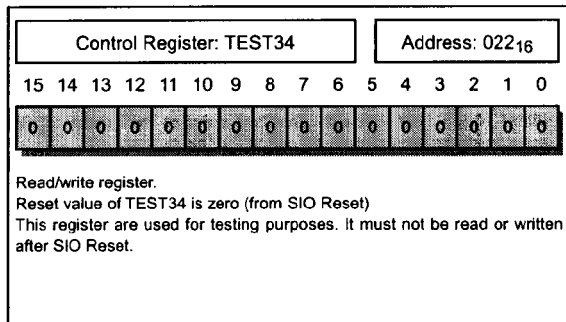 Control Register: TEST34 Address: 022₁₆
15 14 13 12 11 10 9 8 7 6 5 4 3 2 1 0
0 0 0 0 0 0 0 0 0 0 0 0 0 0 0 0
Read/write register.
Reset value of TEST34 is zero (from SIO Reset)
This register are used for testing purposes. It must not be read or written
after SIO Reset.